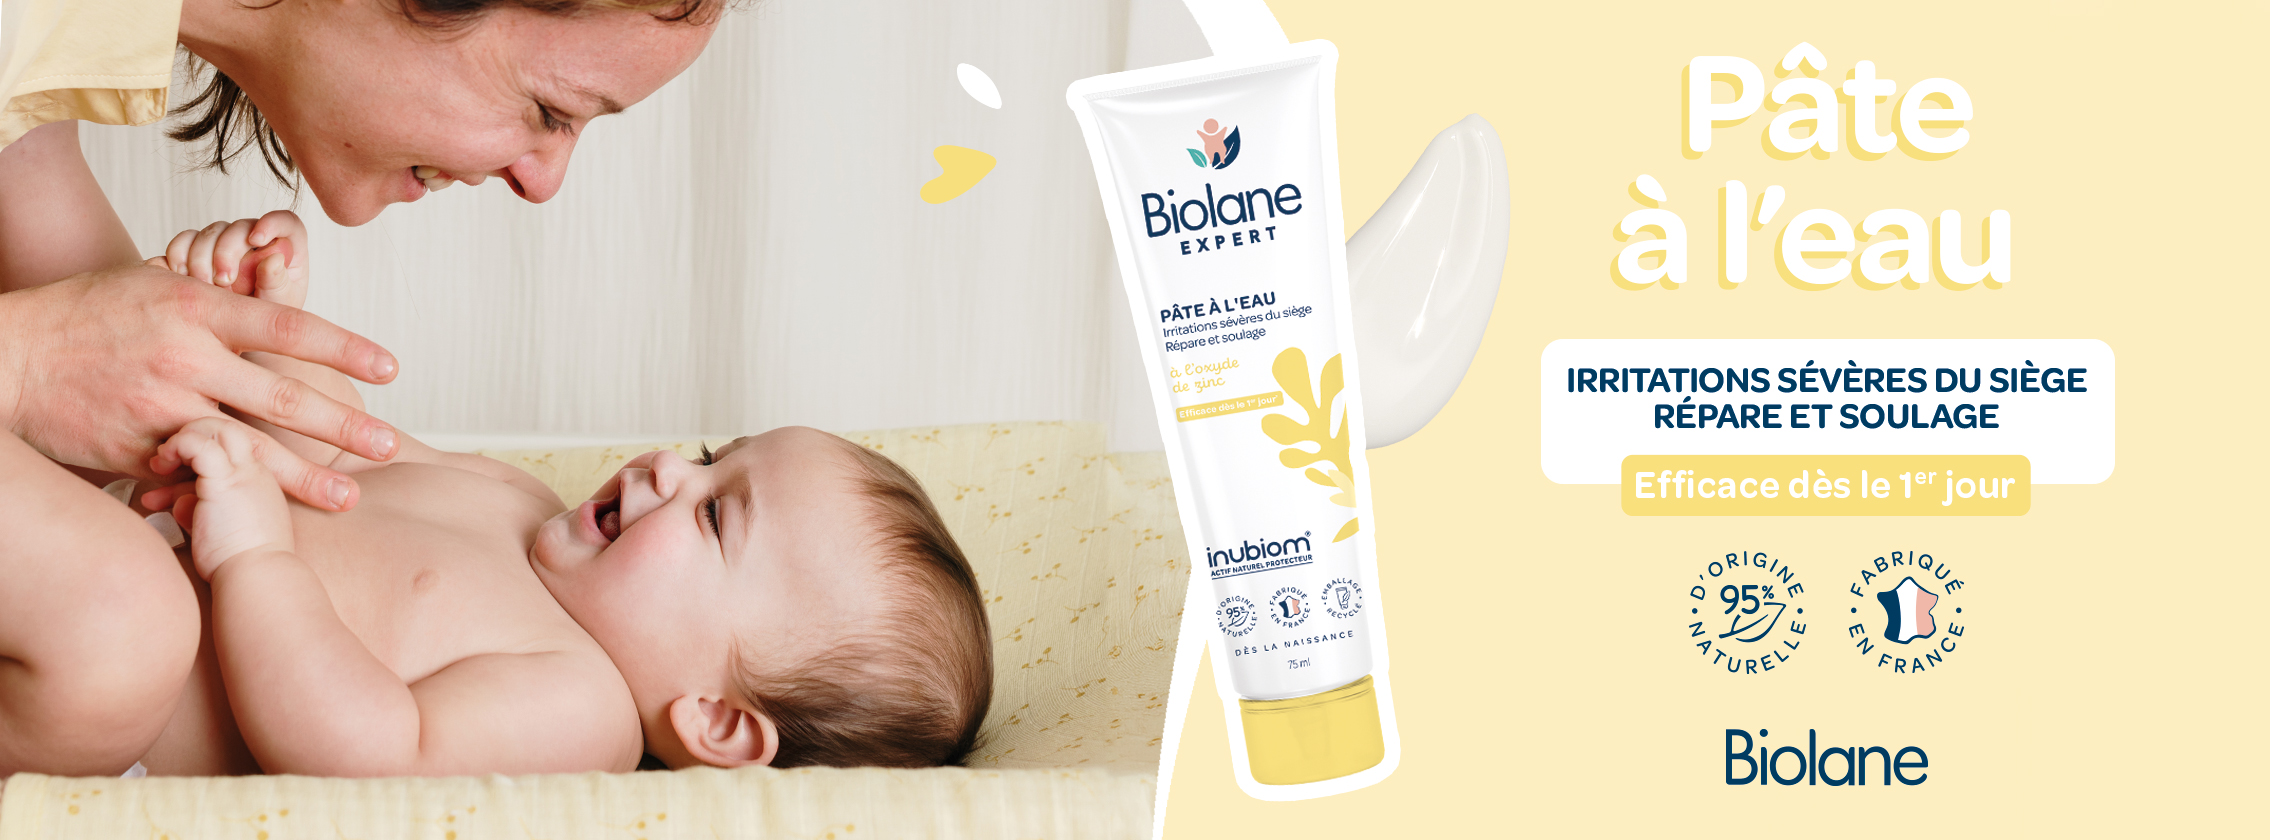 Biolane
EXPERT
PÂTE À L'EAU
Irritations sévères du siège
Répare et soulage
à l'oxyde
de zinc
Efficace dès le 1er jour*
inubiom®
ACTIF NATUREL PROTECTEUR
D'ORIGINE NATURELLE
95%
FABRIQUÉ EN FRANCE
EMBALLAGE RECYCLÉ
DÈS LA NAISSANCE
75 ml
Pâte
à l'eau
IRRITATIONS SÉVÈRES DU SIÈGE
RÉPARE ET SOULAGE
Efficace dès le 1er jour
D'ORIGINE NATURELLE
95%
FABRIQUÉ EN FRANCE
Biolane